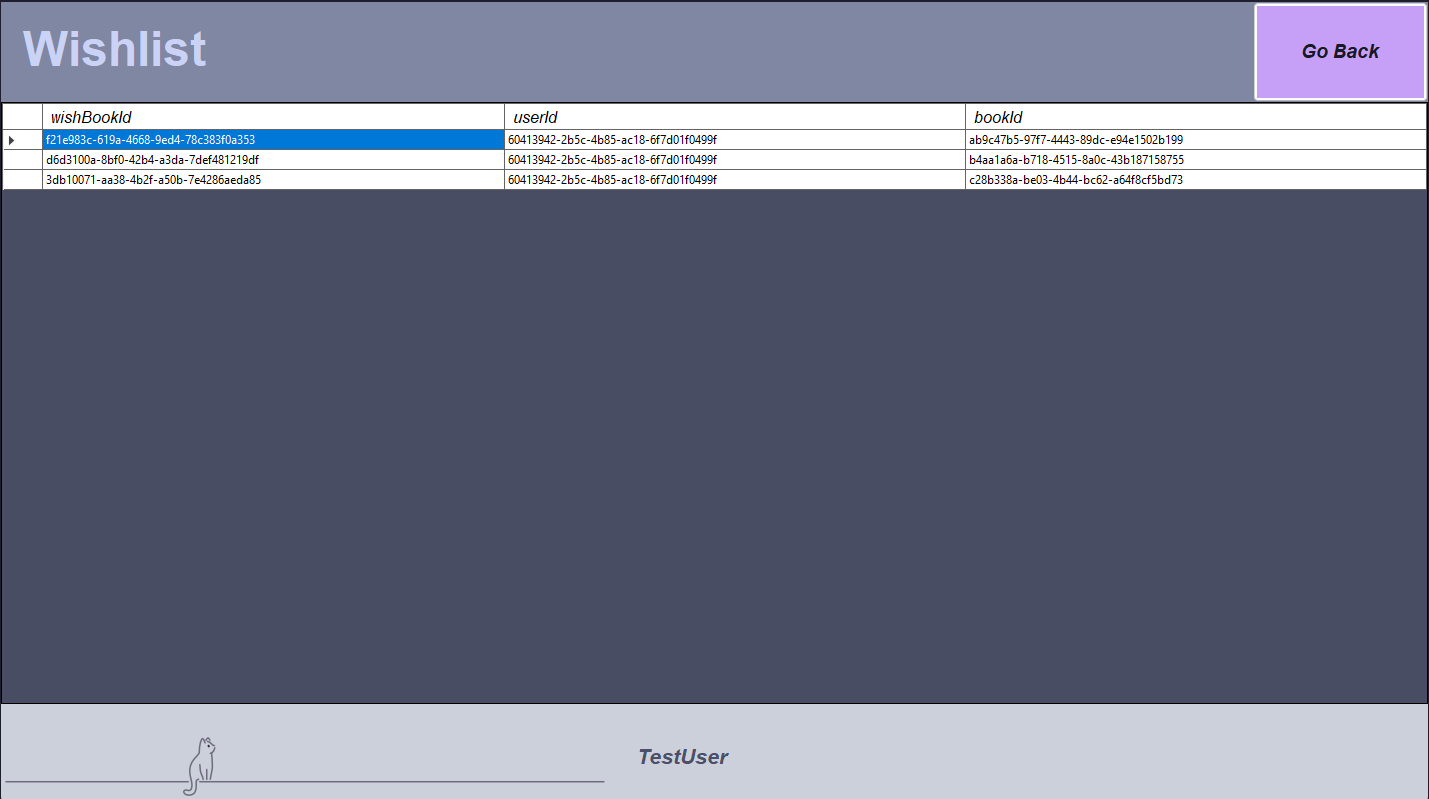 Wishlist
Go Back
wishBookId userId bookId
f21e983c-619a-4668-9ed4-78c383f0a353 60413942-2b5c-4b85-ac18-6f7d01f0499f ab9c47b5-97f7-4443-89dc-e94e1502b199
d6d3100a-8bf0-42b4-a3da-7def481219df 60413942-2b5c-4b85-ac18-6f7d01f0499f b4aa1a6a-b718-4515-8a0c-43b187158755
3db10071-aa38-4b2f-a50b-7e4286aeda85 60413942-2b5c-4b85-ac18-6f7d01f0499f c28b338a-be03-4b44-bc62-a64f8cf5bd73
TestUser